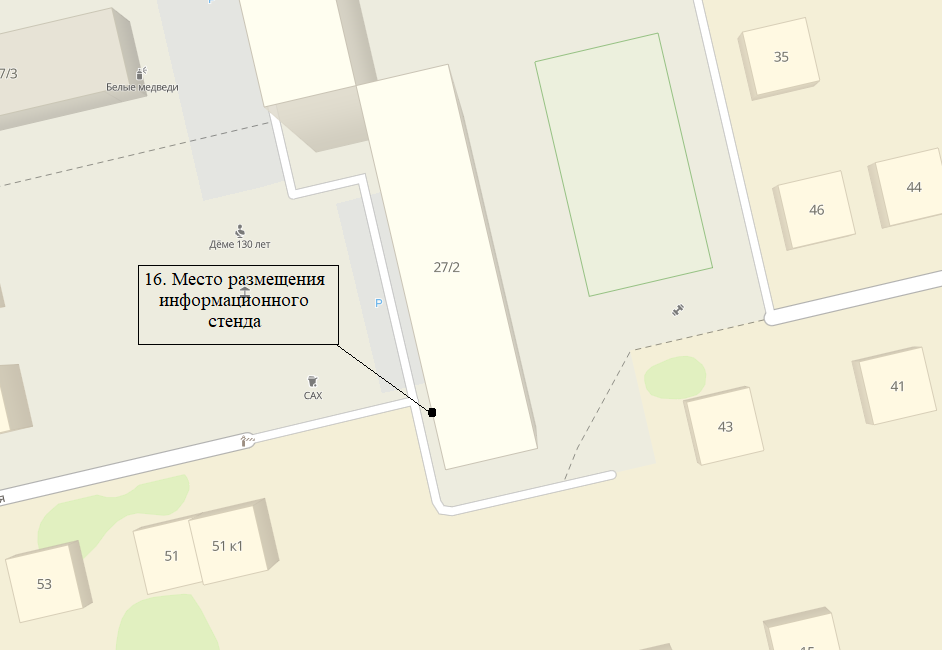 P
35
7/3
Белые медведи
44
46
Дёме 130 лет
27/2
16. Место размещения
информационного
стенда
P
САХ
41
43
я
51 к1
51
53
15